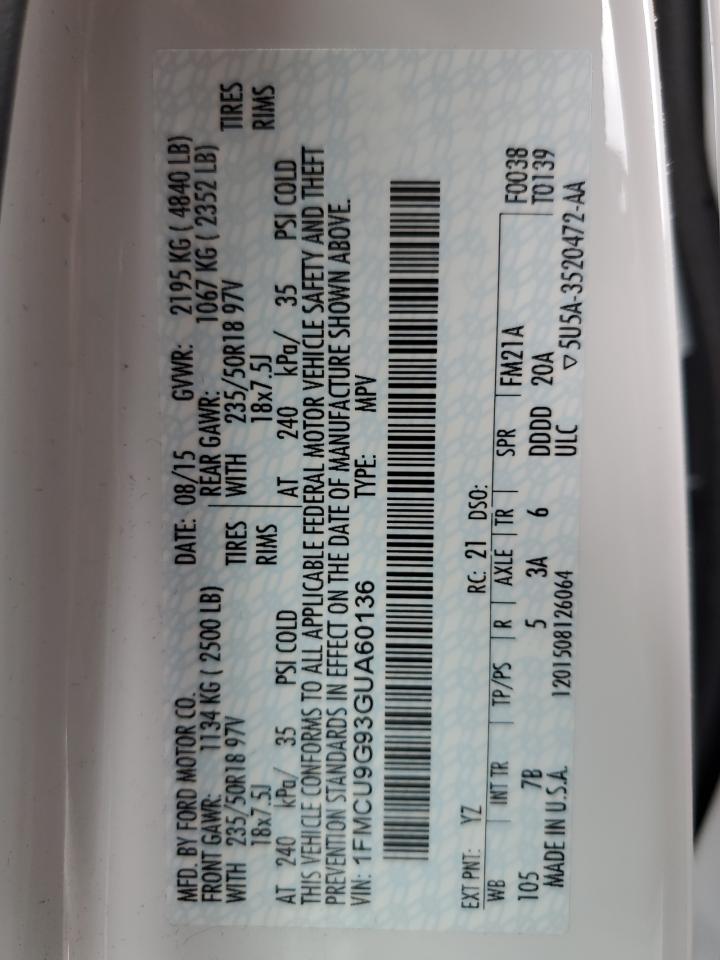 MFD. BY FORD MOTOR CO. DATE: 08/15 GVWR: 2195 KG ( 4840 LB)
FRONT GAWR: 1134 KG ( 2500 LB) REAR GAWR: 1067 KG ( 2352 LB)
WITH 235/50R18 97V TIRES WITH 235/50R18 97V TIRES
18x7.5J RIMS 18x7.5J RIMS
AT 240 kPa/ 35 PSI COLD AT 240 kPa/ 35 PSI COLD
THIS VEHICLE CONFORMS TO ALL APPLICABLE FEDERAL MOTOR VEHICLE SAFETY AND THEFT
PREVENTION STANDARDS IN EFFECT ON THE DATE OF MANUFACTURE SHOWN ABOVE.
VIN: 1FMCU9G93GUA60136 TYPE: MPV
EXT PNT: YZ RC: 21 DSO:
WB INT TR TP/PS R AXLE TR SPR FM21A F0038
105 7B 5 3A 6 DDDD 20A T0139
MADE IN U.S.A. 1201508126064 ULC ▽5U5A-3520472-AA